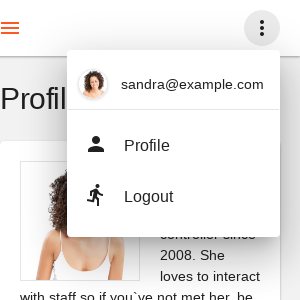 Profil
sandra@example.com
Profile
Logout
controller since
2008. She
loves to interact
with staff so if you`ve not met her, be